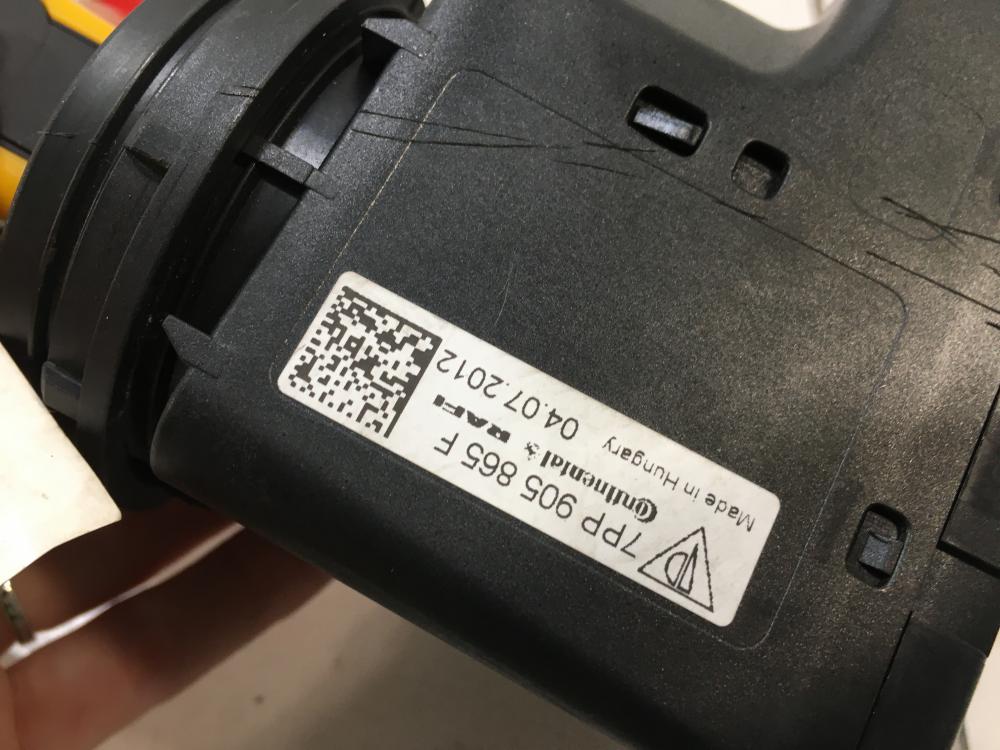 7PP 905 865 F
Continental RAFI
Made in Hungary 04.07.2012